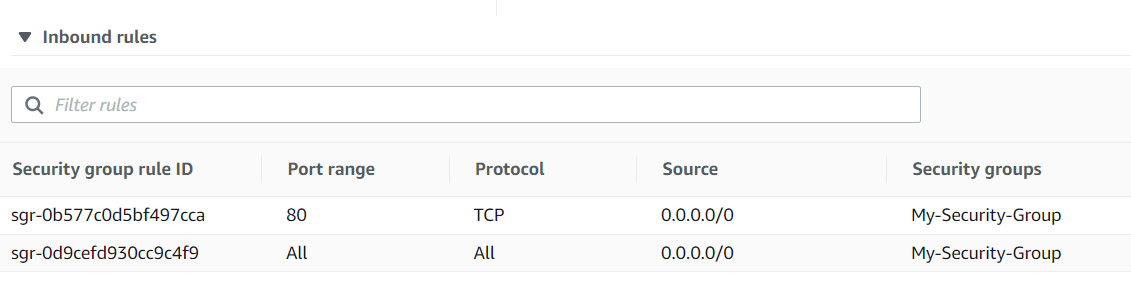 Inbound rules
Filter rules
Security group rule ID Port range Protocol Source Security groups
sgr-0b577c0d5bf497cca 80 TCP 0.0.0.0/0 My-Security-Group
sgr-0d9cefd930cc9c4f9 All All 0.0.0.0/0 My-Security-Group